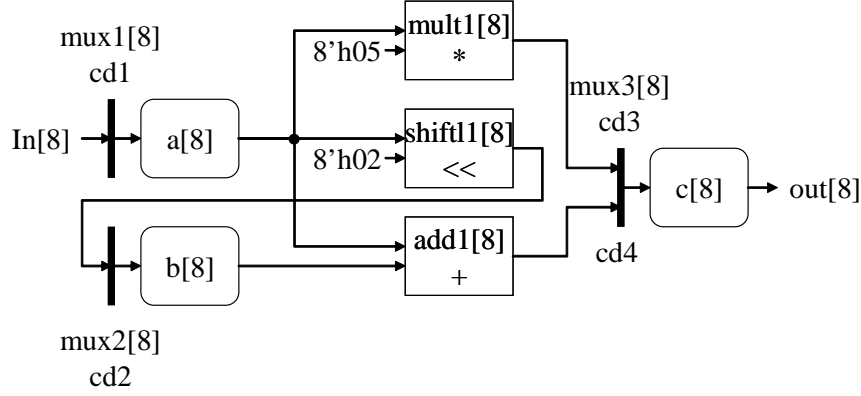 mux1[8]
cd1
In[8]
a[8]
8’h05
mult1[8]
*
8’h02
shiftl1[8]
<<
mux3[8]
cd3
c[8]
out[8]
cd4
b[8]
add1[8]
+
mux2[8]
cd2